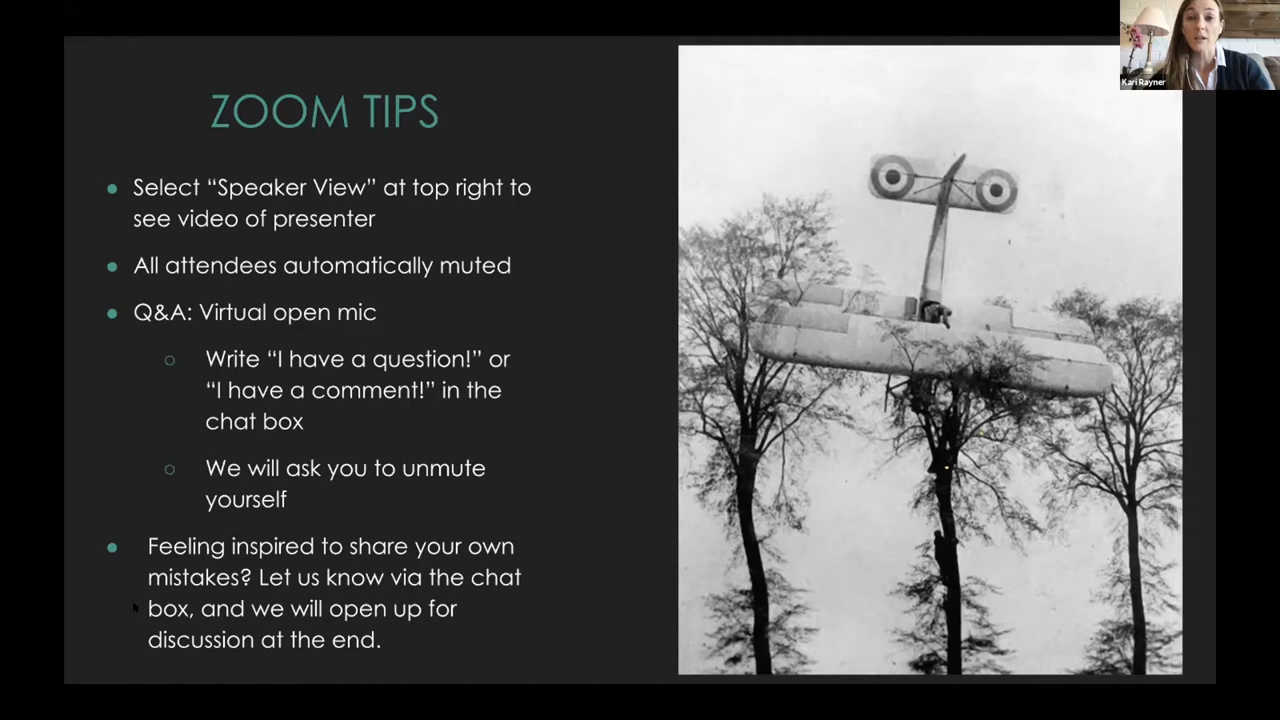 ZOOM TIPS
Select “Speaker View” at top right to
see video of presenter
All attendees automatically muted
Q&A: Virtual open mic
Write “I have a question!” or
“I have a comment!” in the
chat box
We will ask you to unmute
yourself
Feeling inspired to share your own
mistakes? Let us know via the chat
box, and we will open up for
discussion at the end.
Kari Rayner